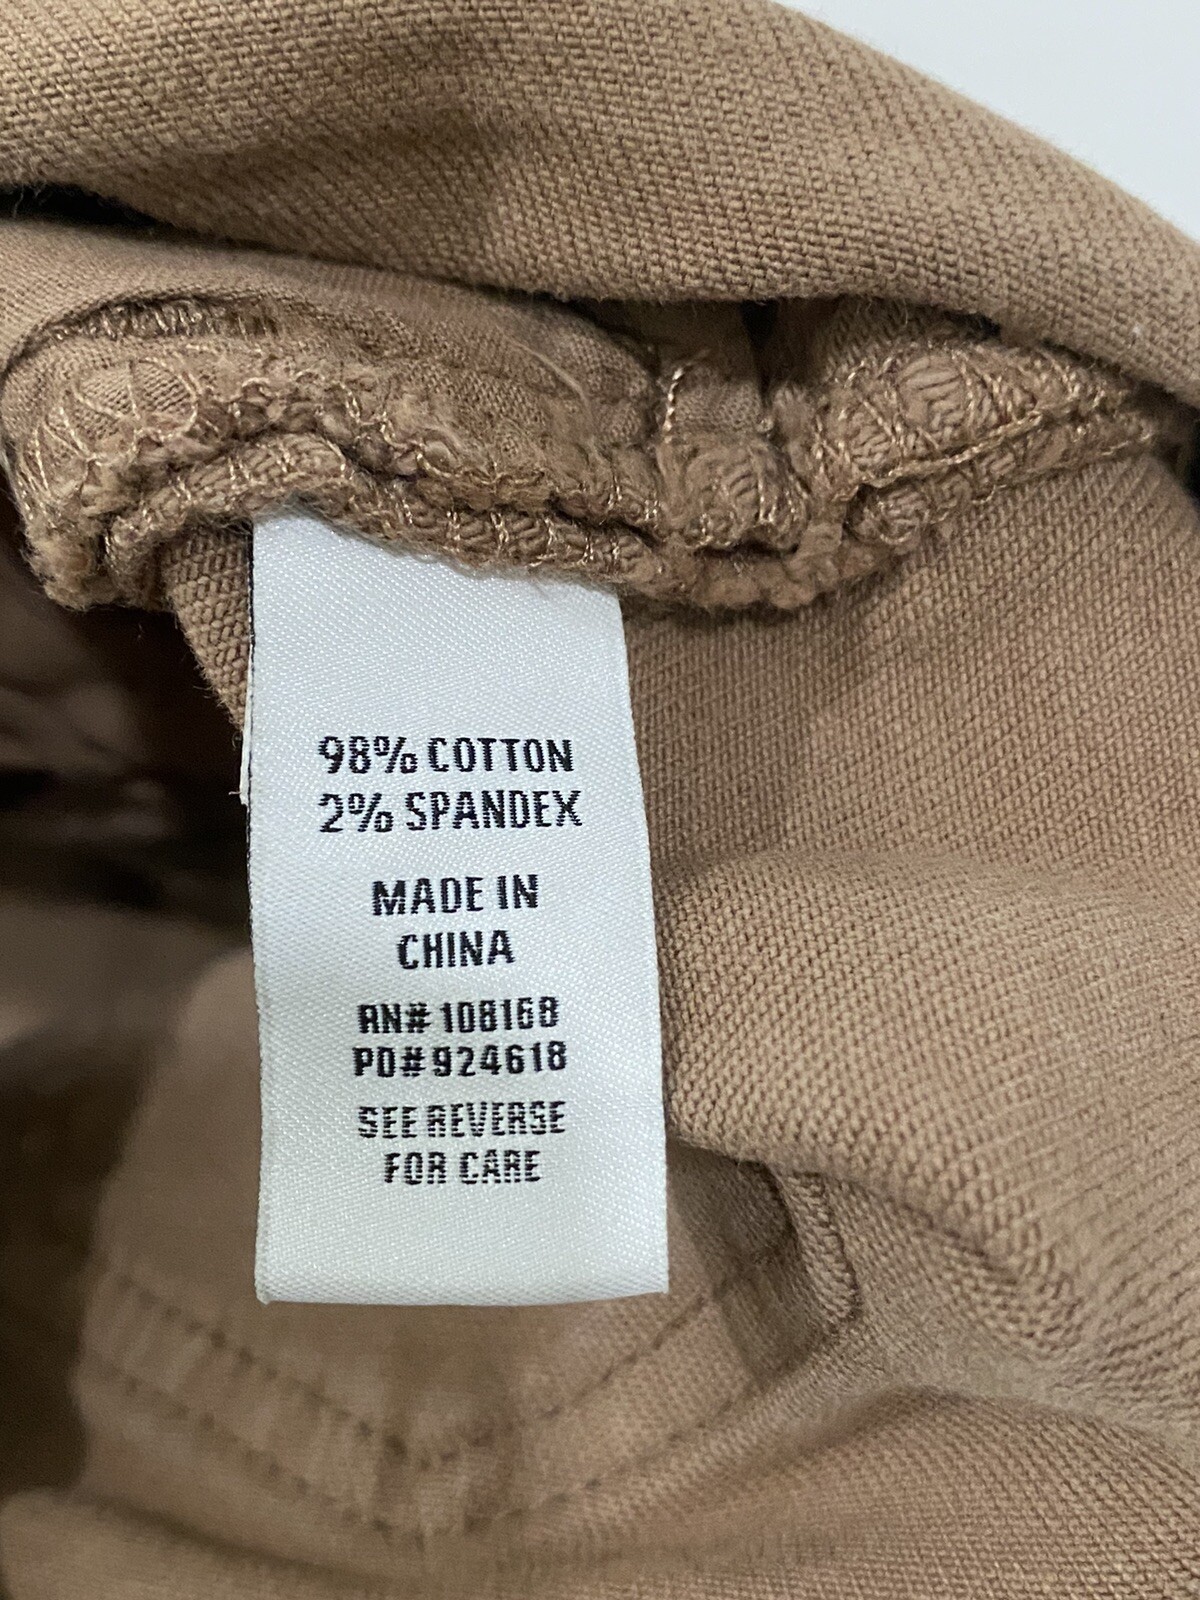 98% COTTON
2% SPANDEX
MADE IN
CHINA
RN# 108168
PO# 924618
SEE REVERSE
FOR CARE